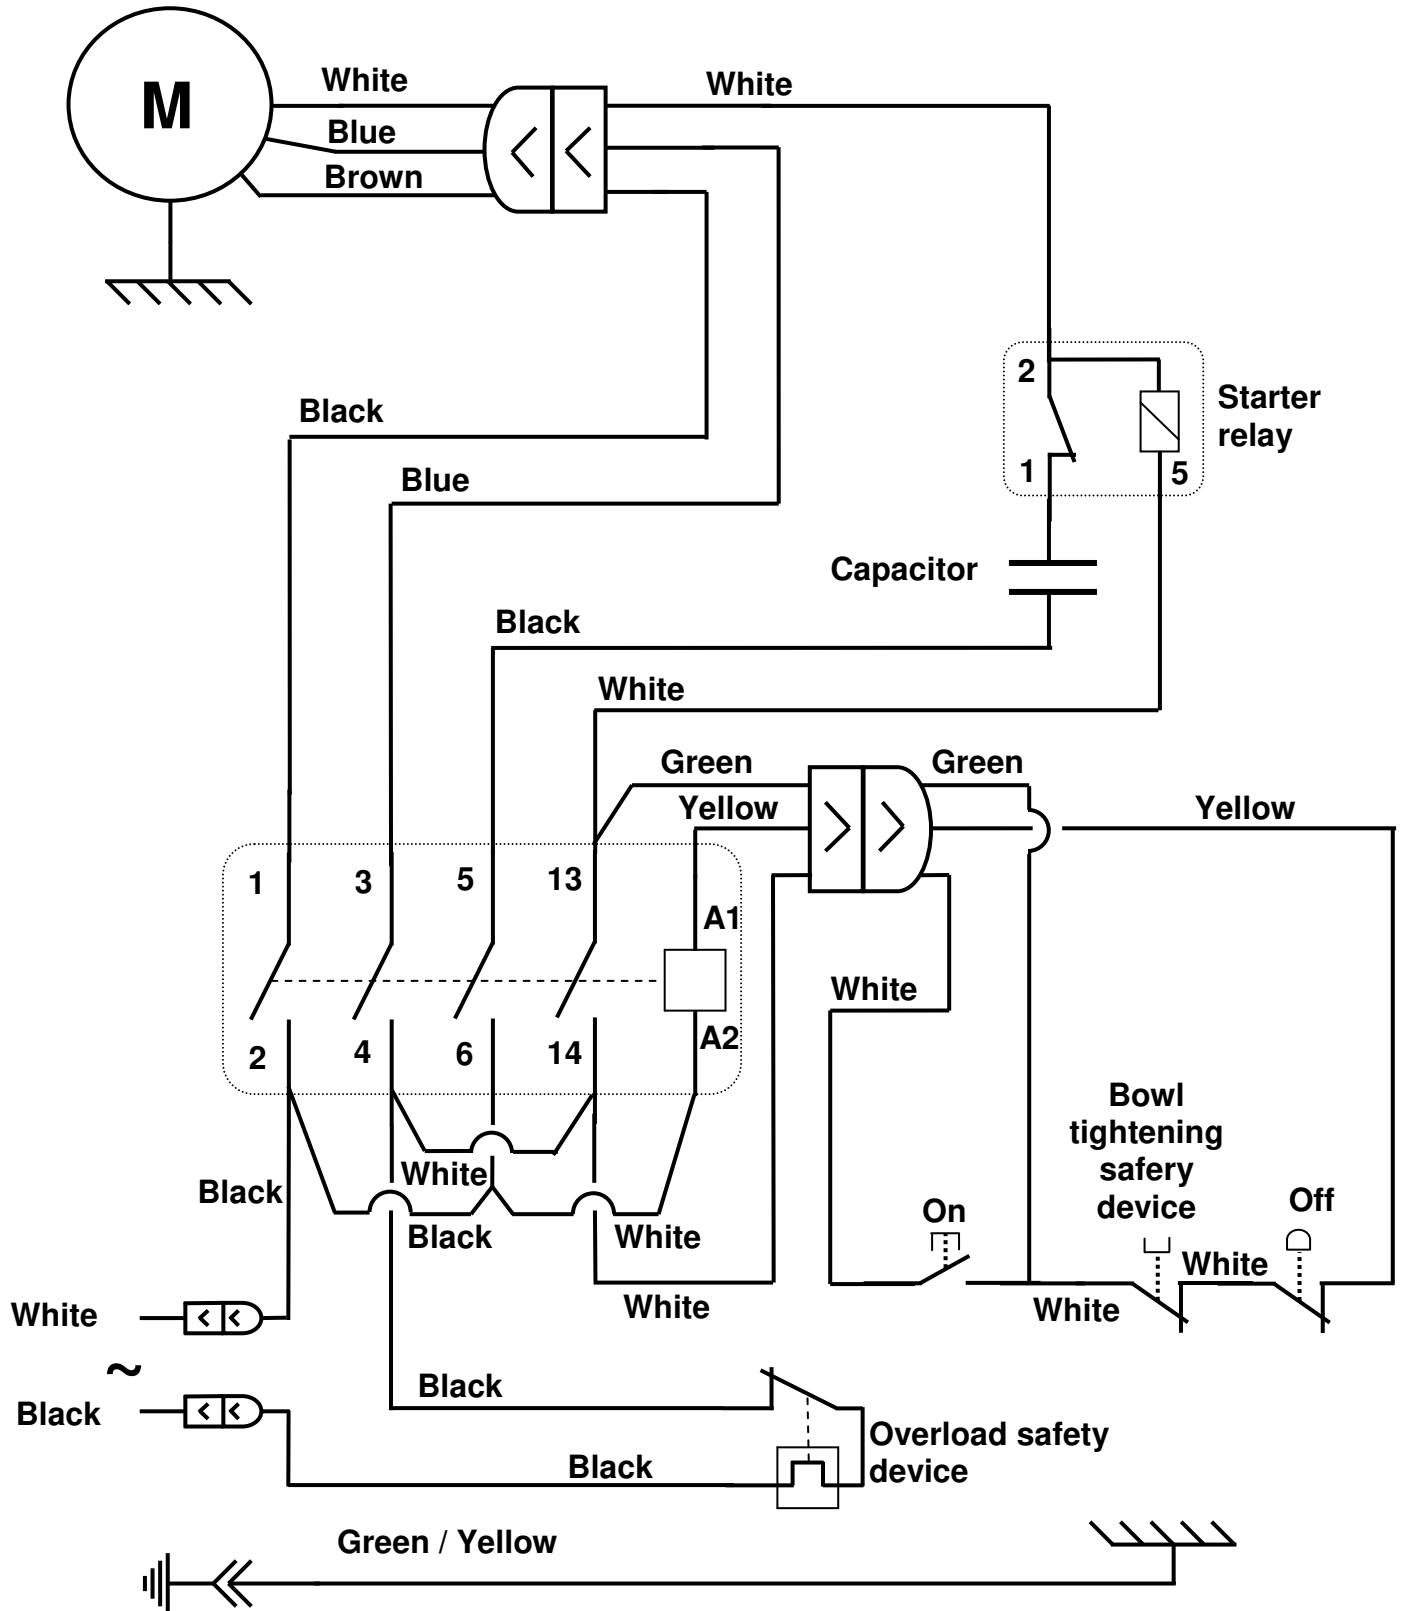 White
White
M
Blue
Brown
2
Starter
relay
Black
1
5
Blue
Capacitor
Black
White
Green
Green
Yellow
Yellow
1
3
5
13
A1
White
A2
2
4
6
14
Bowl
tightening
safery
device
White
Black
Off
On
Black
White
White
White
White
White
~
Black
Black
Overload safety
device
Black
Green / Yellow